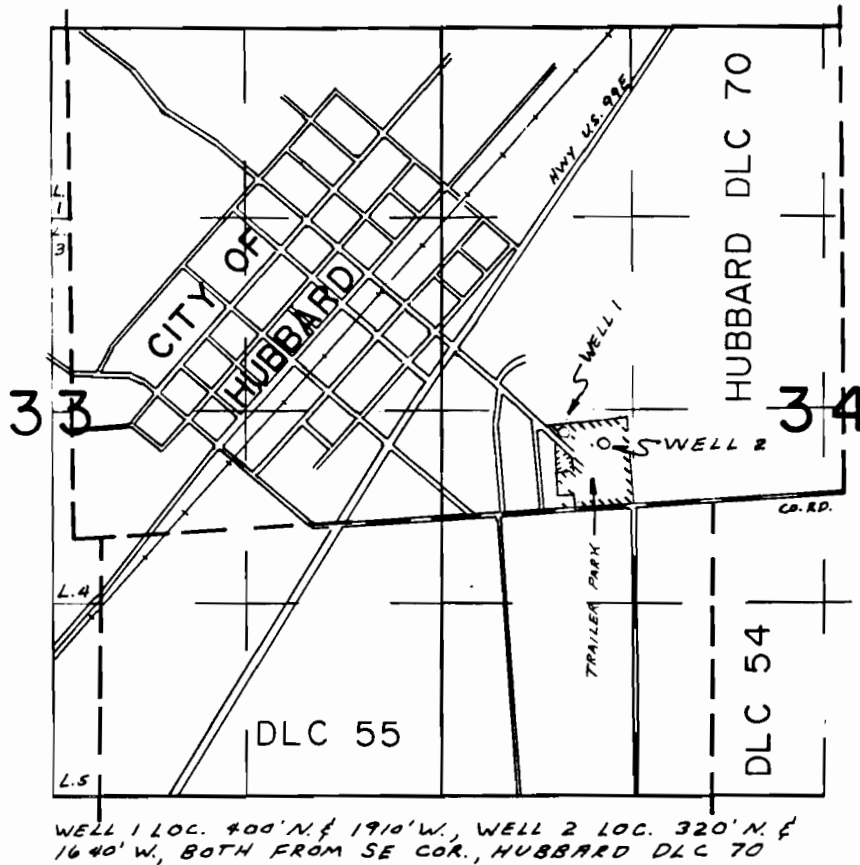 HWY U.S. 99E
HUBBARD DLC 70
L.
1
L.
3
CITY OF
HUBBARD
WELL 1
33
34
WELL 2
CO. RD.
TRAILER PARK
L.4
DLC 54
DLC 55
L.5
WELL 1 LOC. 400' N. & 1910' W., WELL 2 LOC. 320' N. &
1640' W., BOTH FROM SE COR., HUBBARD DLC 70